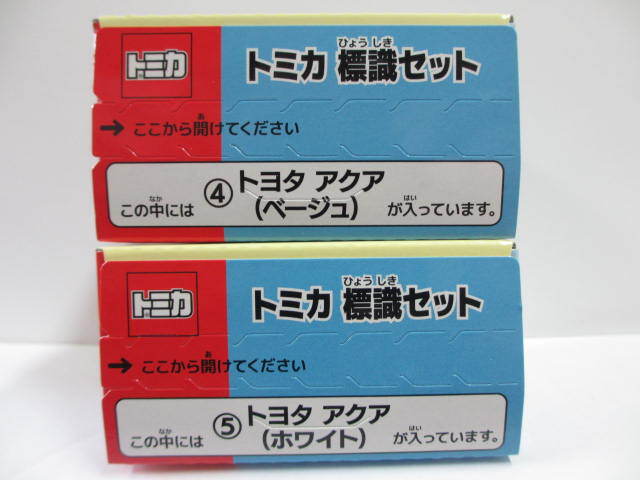 トミカ
ひょう しき
トミカ 標識セット
あ
→ ここから開けてください
④ トヨタ アクア
(ベージュ)
なか
この中には
はい
が入っています。
トミカ
ひょう しき
トミカ 標識セット
あ
→ ここから開けてください
⑤ トヨタ アクア
(ホワイト)
なか
この中には
はい
が入っています。